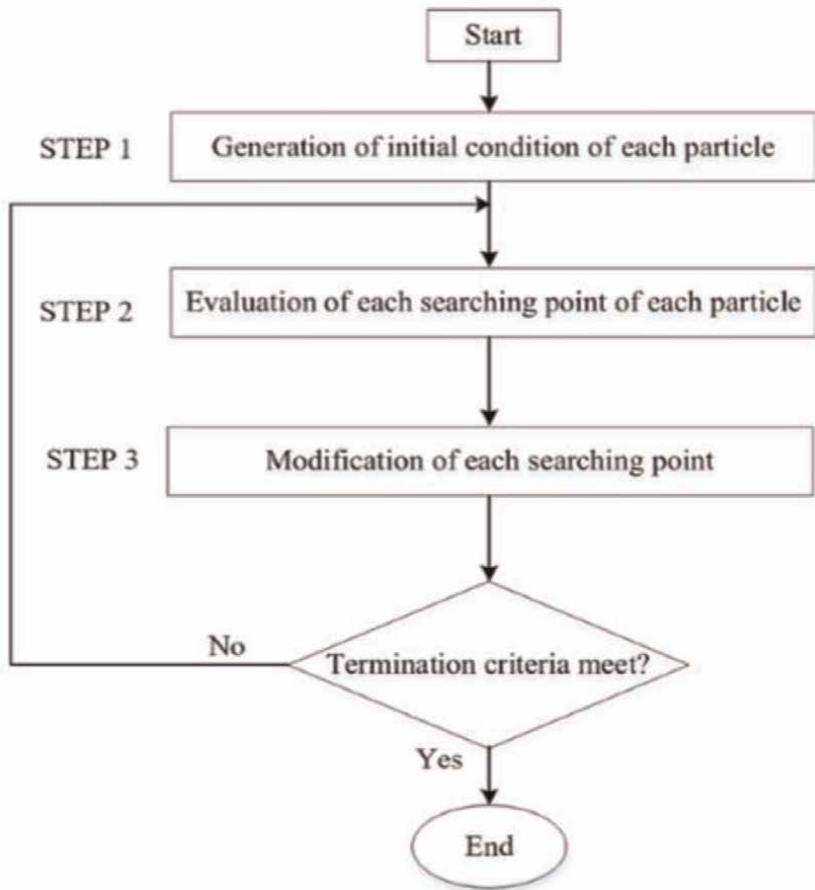 Start
STEP 1
Generation of initial condition of each particle
STEP 2
Evaluation of each searching point of each particle
STEP 3
Modification of each searching point
No
Termination criteria meet?
Yes
End